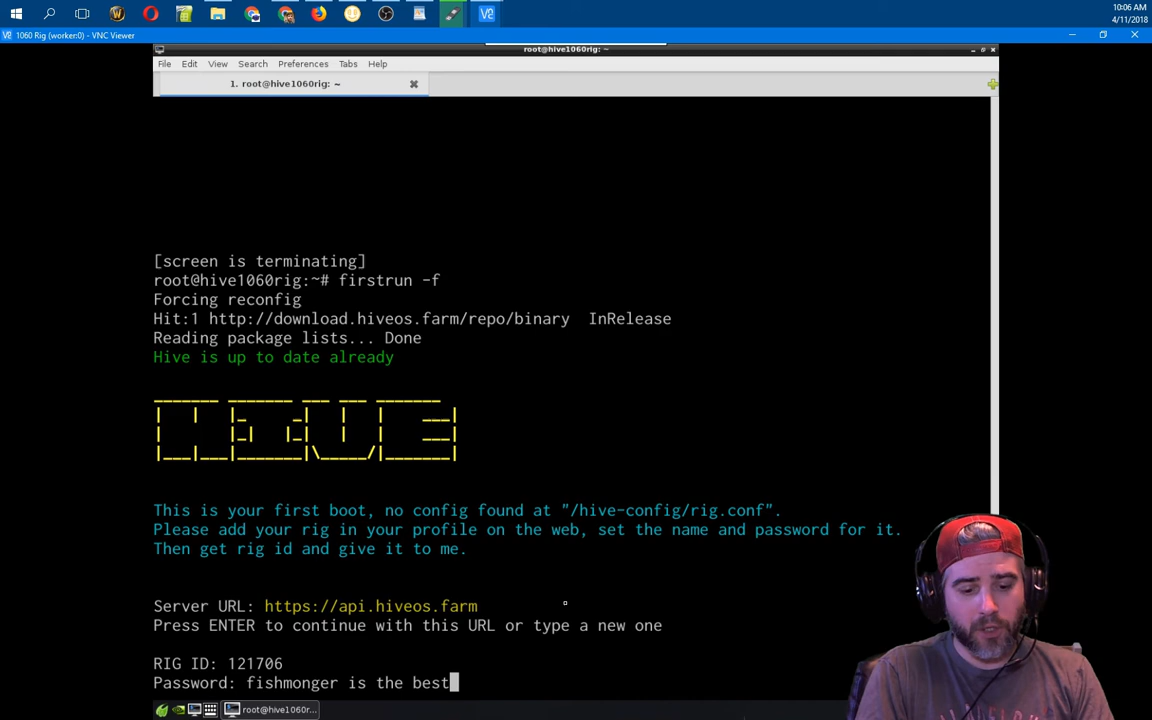 10:06 AM
4/11/2018
1060 Rig (worker:0) - VNC Viewer
root@hive1060rig: ~
File Edit View Search Preferences Tabs Help
1. root@hive1060rig: ~
[screen is terminating]
root@hive1060rig:~# firstrun -f
Forcing reconfig
Hit:1 http://download.hiveos.farm/repo/binary  InRelease
Reading package lists... Done
Hive is up to date already
HIVE
This is your first boot, no config found at "/hive-config/rig.conf".
Please add your rig in your profile on the web, set the name and password for it.
Then get rig id and give it to me.
Server URL: https://api.hiveos.farm
Press ENTER to continue with this URL or type a new one
RIG ID: 121706
Password: fishmonger is the best
root@hive1060r...